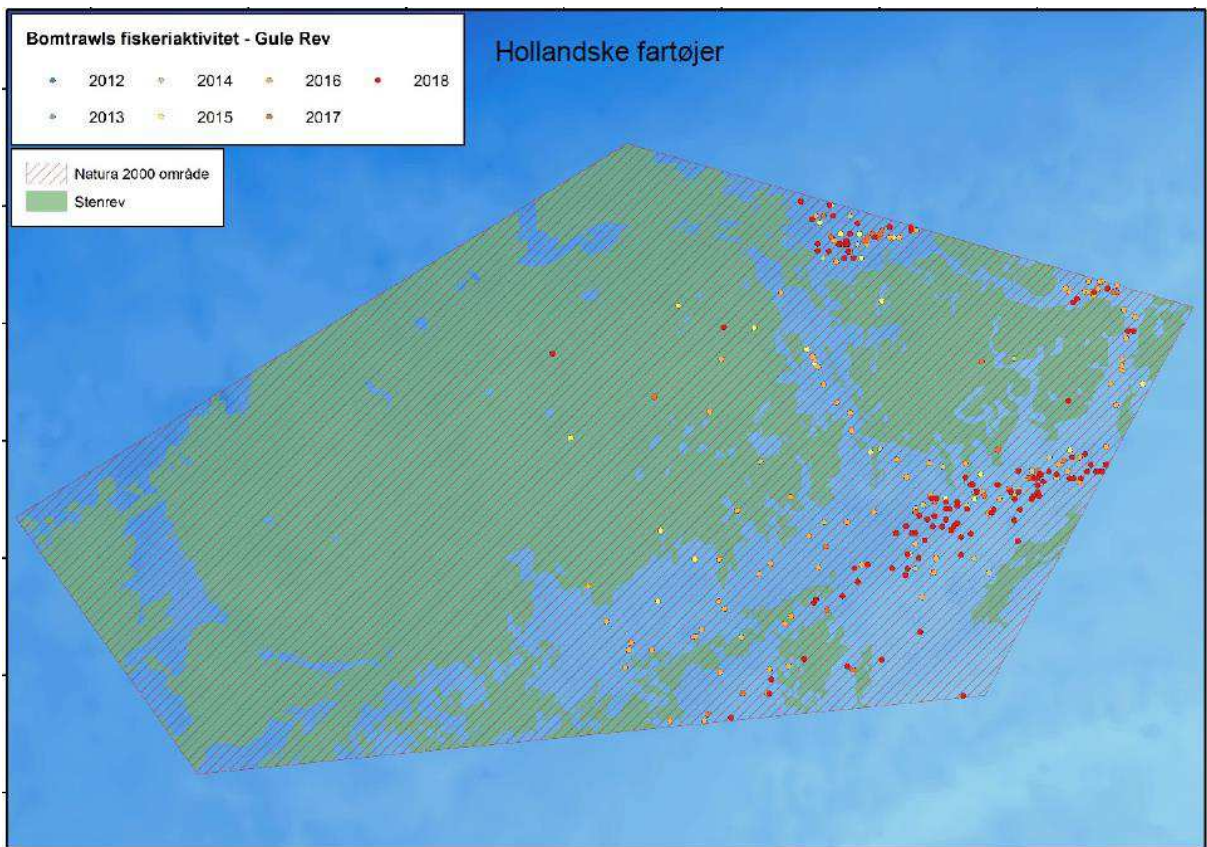 Bomtrawls fiskeriaktivitet - Gule Rev
Hollandske fartøjer
2012 2014 2016 2018
2013 2015 2017
Natura 2000 område
Stenrev